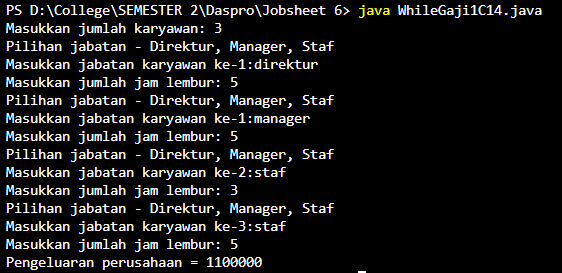 PS D:\College\SEMESTER 2\Daspro\Jobsheet 6> java WhileGaji1C14.java
Masukkan jumlah karyawan: 3
Pilihan jabatan - Direktur, Manager, Staf
Masukkan jabatan karyawan ke-1:direktur
Masukkan jumlah jam lembur: 5
Pilihan jabatan - Direktur, Manager, Staf
Masukkan jabatan karyawan ke-1:manager
Masukkan jumlah jam lembur: 5
Pilihan jabatan - Direktur, Manager, Staf
Masukkan jabatan karyawan ke-2:staf
Masukkan jumlah jam lembur: 3
Pilihan jabatan - Direktur, Manager, Staf
Masukkan jabatan karyawan ke-3:staf
Masukkan jumlah jam lembur: 5
Pengeluaran perusahaan = 1100000